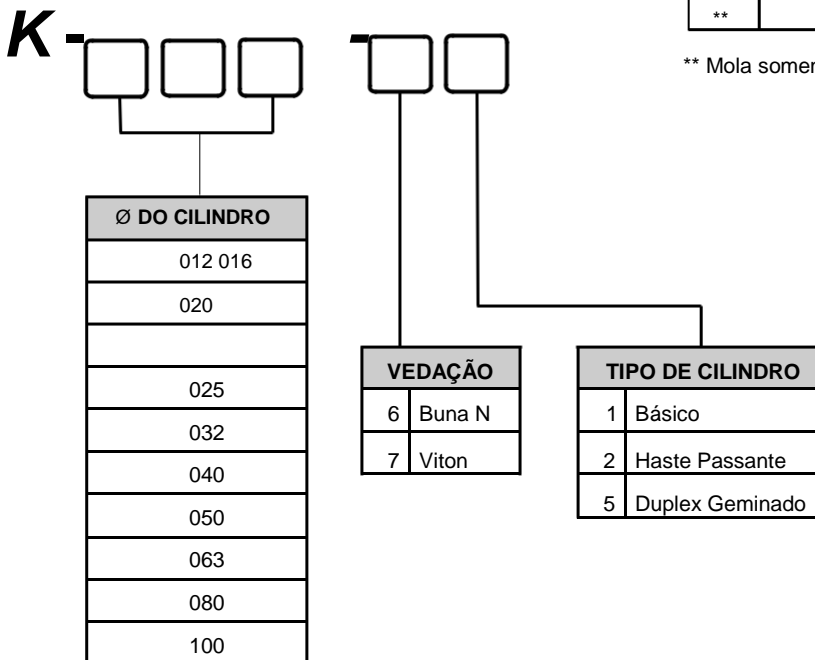 K - -
**
** Mola somen
Ø DO CILINDRO
012 016
020
025
032
040
050
063
080
100
VEDAÇÃO
6 Buna N
7 Viton
TIPO DE CILINDRO
1 Básico
2 Haste Passante
5 Duplex Geminado